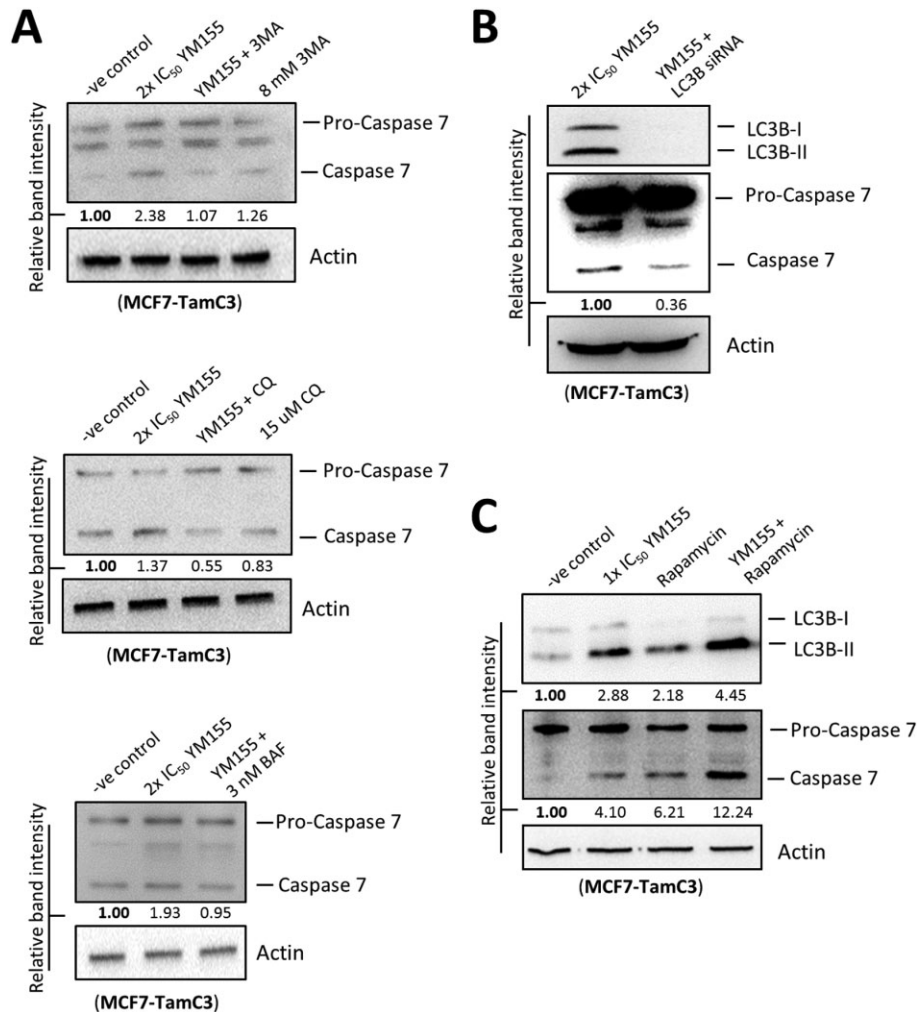 A
-ve control
2x IC50 YM155
YM155 + 3MA
8 mM 3MA
Relative band intensity
Pro-Caspase 7
Caspase 7
1.00 2.38 1.07 1.26
Actin
(MCF7-TamC3)
-ve control
2x IC50 YM155
YM155 + CQ
15 uM CQ
Relative band intensity
Pro-Caspase 7
Caspase 7
1.00 1.37 0.55 0.83
Actin
(MCF7-TamC3)
-ve control
2x IC50 YM155
YM155 +
3 nM BAF
Relative band intensity
Pro-Caspase 7
Caspase 7
1.00 1.93 0.95
Actin
(MCF7-TamC3)
B
2x IC50 YM155
YM155 +
LC3B siRNA
Relative band intensity
LC3B-I
LC3B-II
Pro-Caspase 7
Caspase 7
1.00 0.36
Actin
(MCF7-TamC3)
C
-ve control
1x IC50 YM155
Rapamycin
YM155 +
Rapamycin
Relative band intensity
LC3B-I
LC3B-II
1.00 2.88 2.18 4.45
Pro-Caspase 7
Caspase 7
1.00 4.10 6.21 12.24
Actin
(MCF7-TamC3)